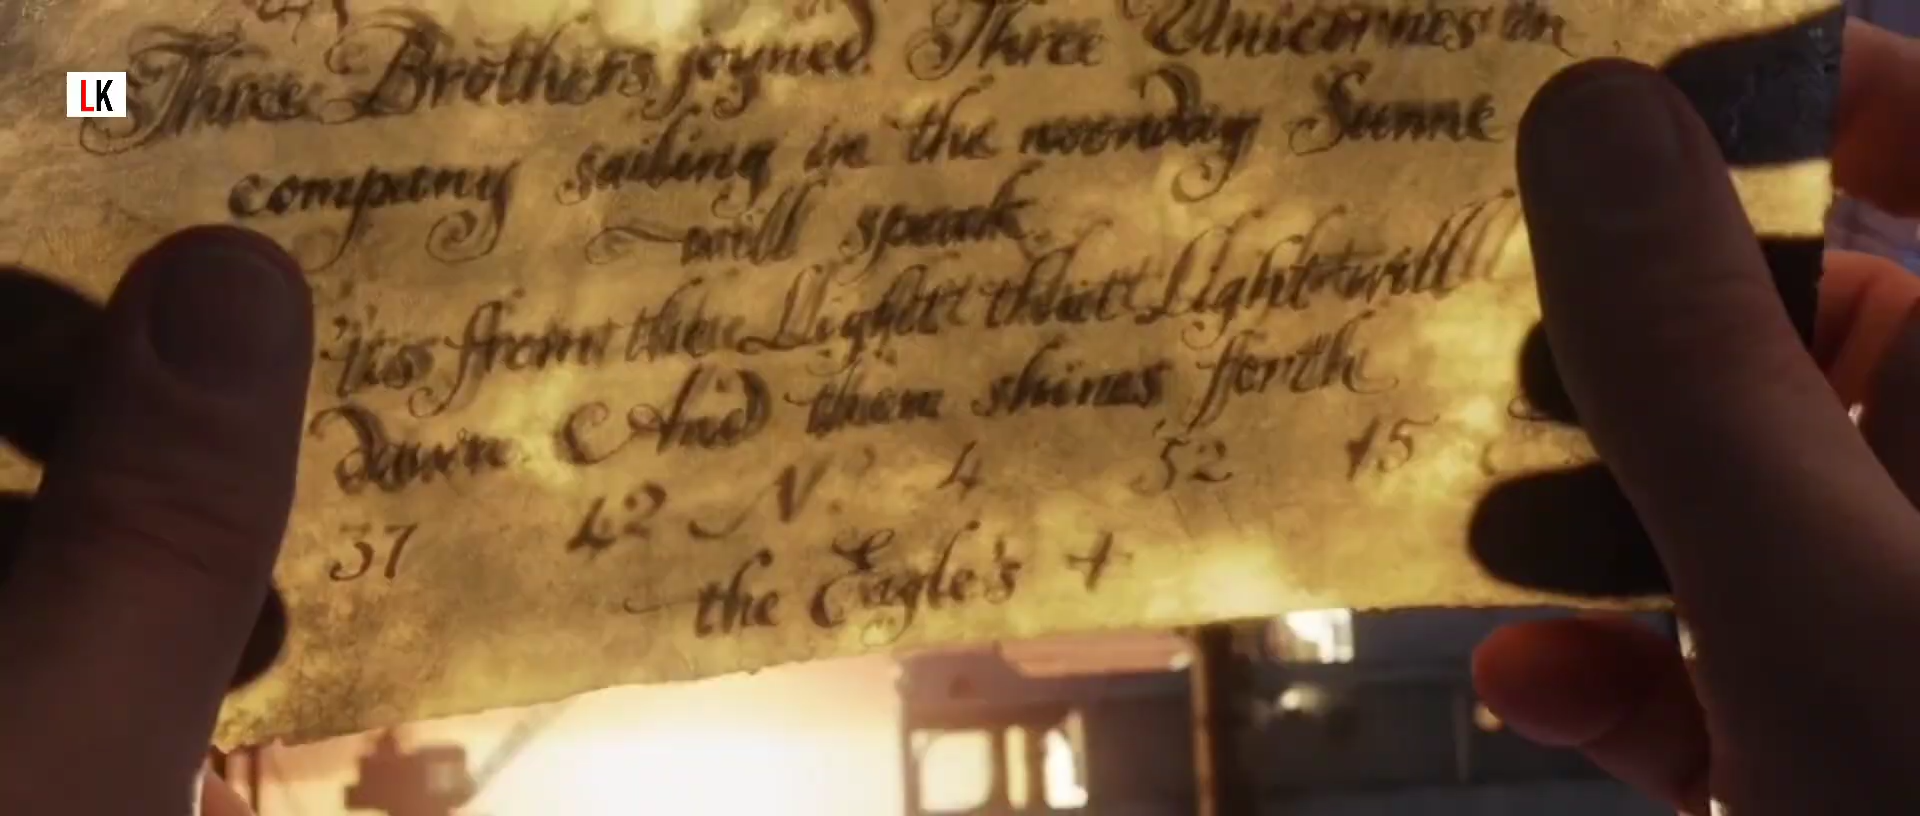 LK
Three Brothers joyned. Three Unicornes in
company sailing in the noonday Sunne
will speak
'tis from the Light that Light will
dawn. And then shines forth
37 42 N. 4 52 15
the Eagle's +